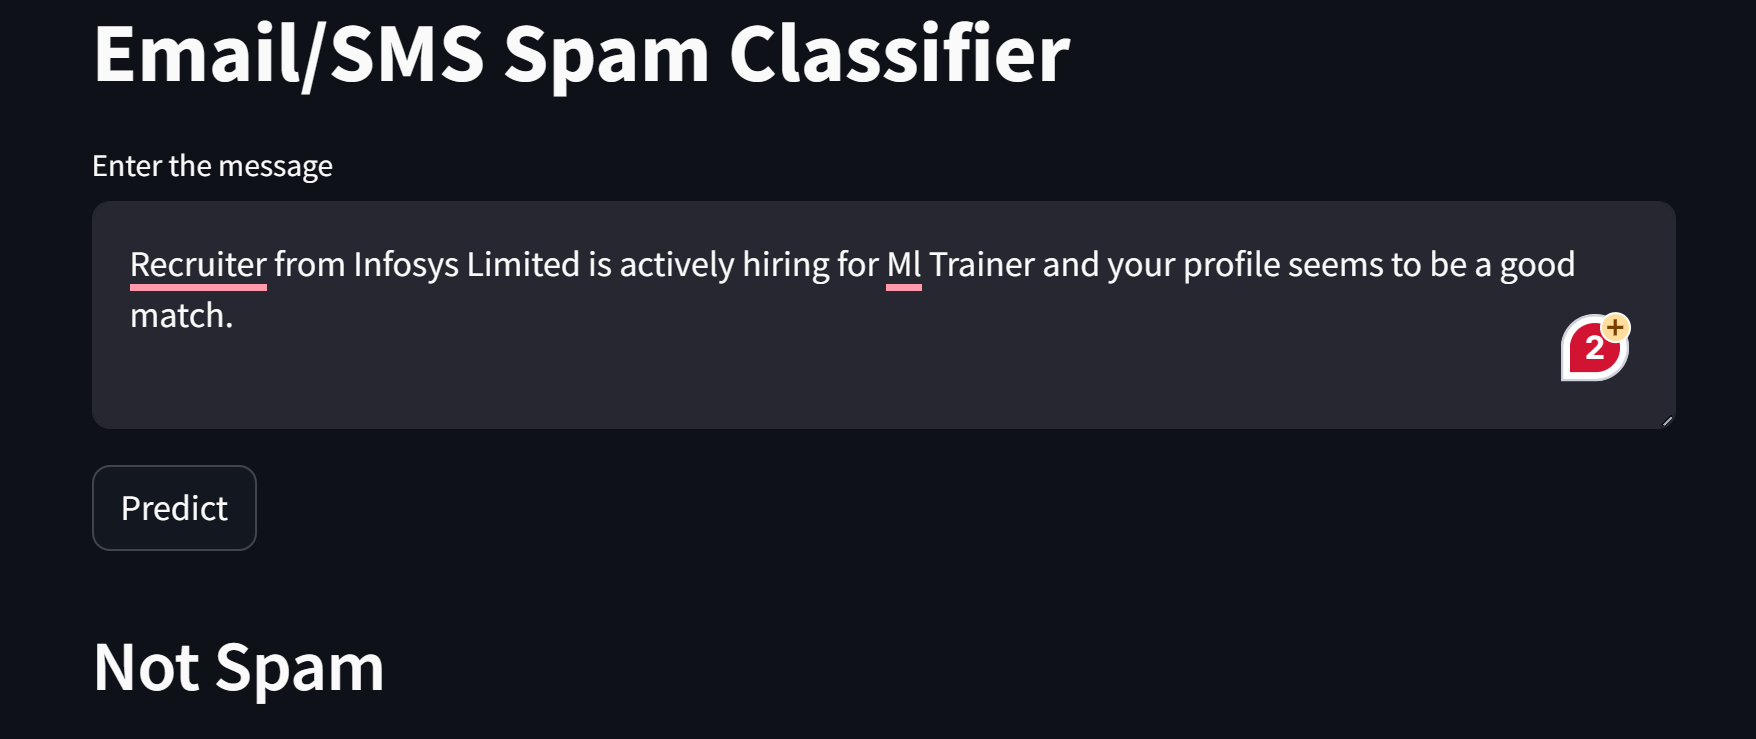 Email/SMS Spam Classifier
Enter the message
Recruiter from Infosys Limited is actively hiring for Ml Trainer and your profile seems to be a good
match.
2
+
Predict
Not Spam